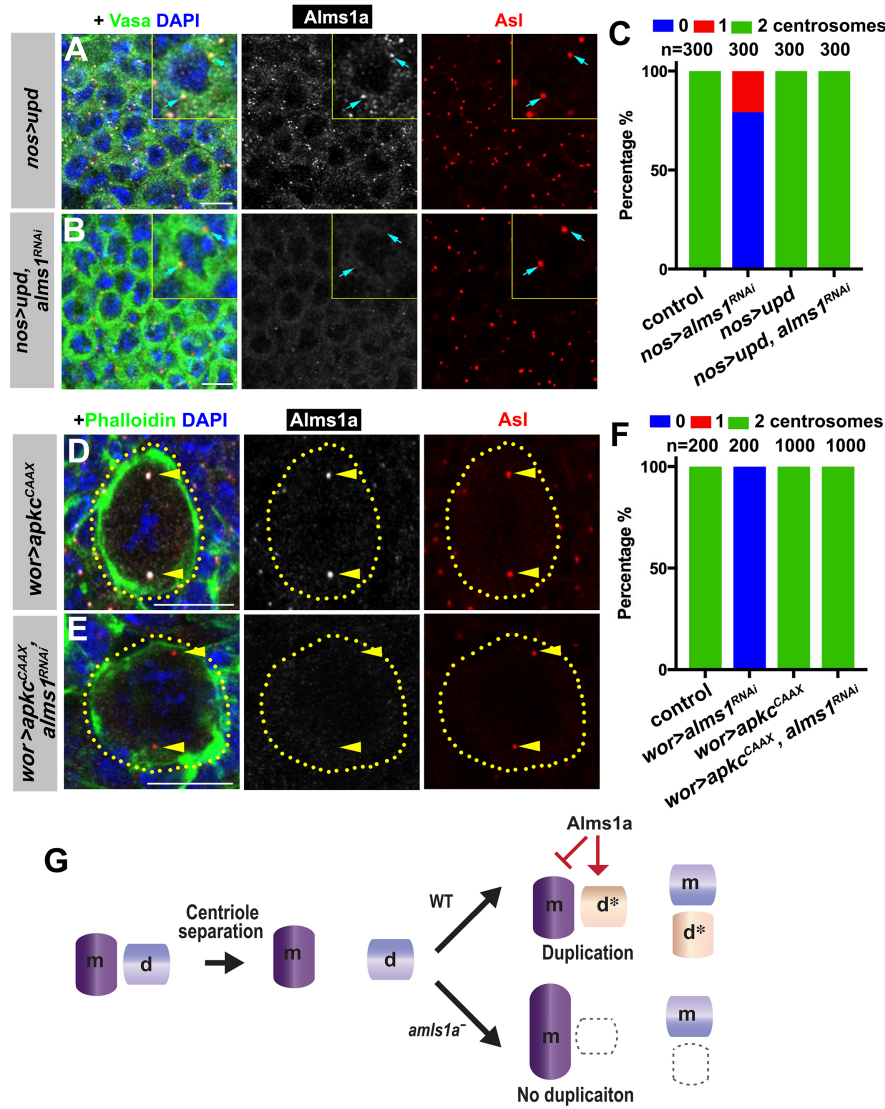 + Vasa DAPI
Alms1a
Asl
A
nos>upd
B
nos>upd,
alms1RNAi
C
0 1 2 centrosomes
n=300 300 300 300
Percentage %
100
50
0
control
nos>alms1RNAi
nos>upd
nos>upd, alms1RNAi
+Phalloidin DAPI
Alms1a
Asl
D
wor>apkcCAAX
E
wor>apkcCAAX,
alms1RNAi
F
0 1 2 centrosomes
n=200 200 1000 1000
Percentage %
100
50
0
control
wor>alms1RNAi
wor>apkcCAAX
wor>apkcCAAX, alms1RNAi
G
m d
Centriole
separation
m d
WT
Alms1a
m d*
Duplication
m
d*
amls1a–
m
No duplicaiton
m